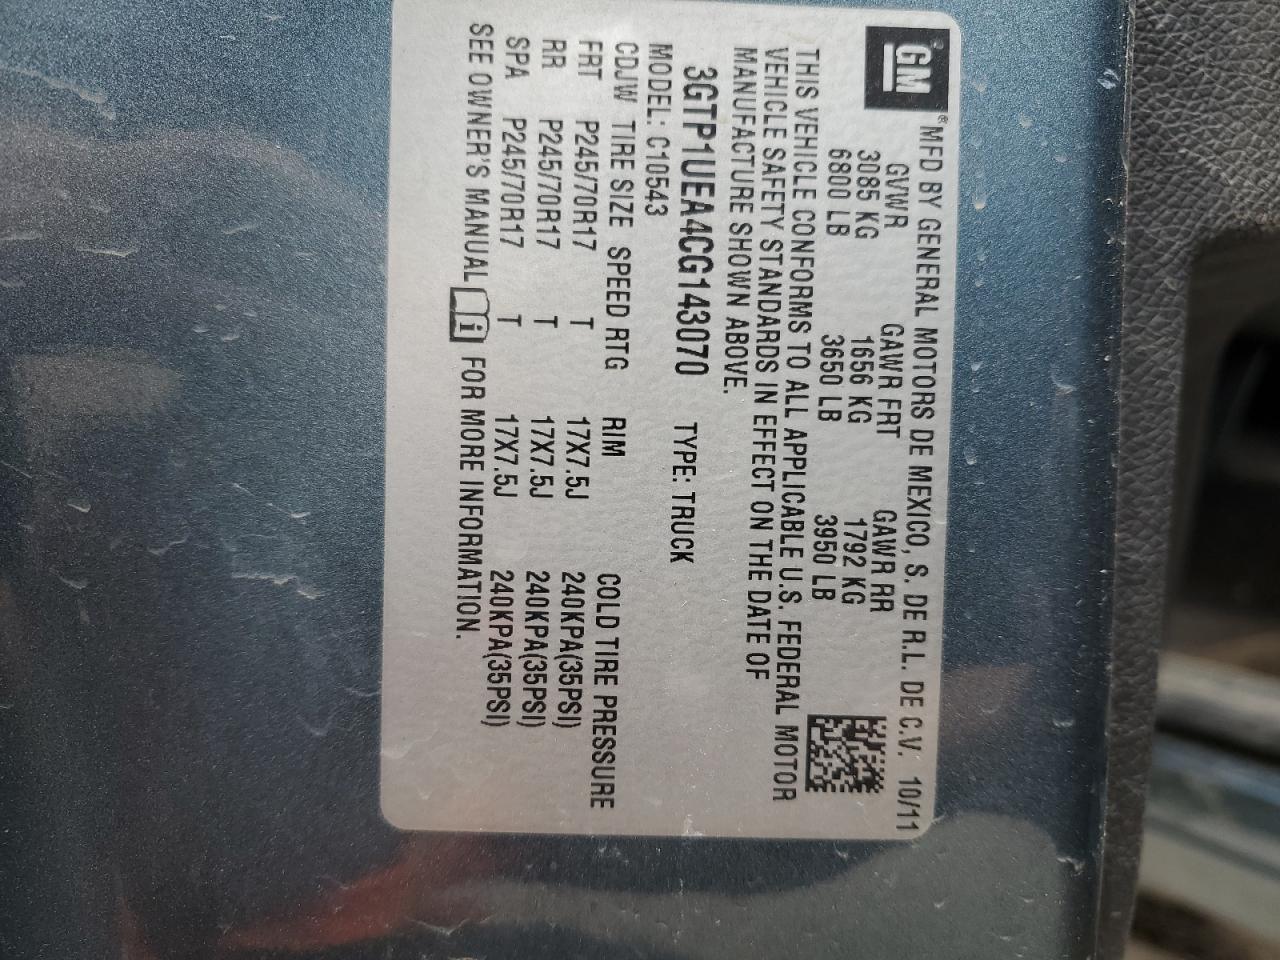 GM
MFD BY GENERAL MOTORS DE MEXICO, S. DE R.L. DE C.V. 10/11
GVWR GAWR FRT GAWR RR
3085 KG 1656 KG 1792 KG
6800 LB 3650 LB 3950 LB
THIS VEHICLE CONFORMS TO ALL APPLICABLE U.S. FEDERAL MOTOR
VEHICLE SAFETY STANDARDS IN EFFECT ON THE DATE OF
MANUFACTURE SHOWN ABOVE.
3GTP1UEA4CG143070 TYPE: TRUCK
MODEL: C10543
CDJW TIRE SIZE SPEED RTG RIM COLD TIRE PRESSURE
FRT P245/70R17 T 17X7.5J 240KPA(35PSI)
RR P245/70R17 T 17X7.5J 240KPA(35PSI)
SPA P245/70R17 T 17X7.5J 240KPA(35PSI)
SEE OWNER'S MANUAL i FOR MORE INFORMATION.